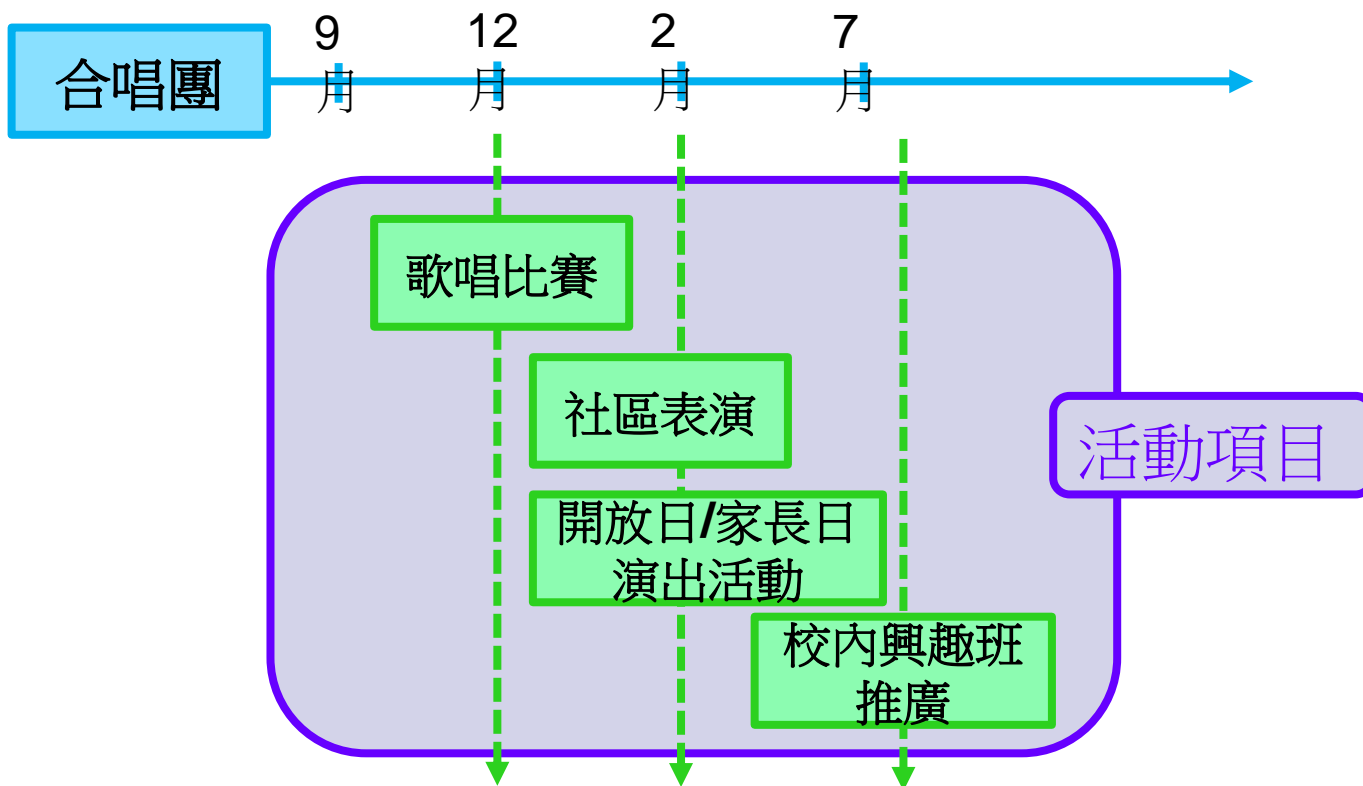 合唱團
9月
12月
2月
7月
歌唱比賽
社區表演
開放日/家長日
演出活動
校內興趣班
推廣
活動項目